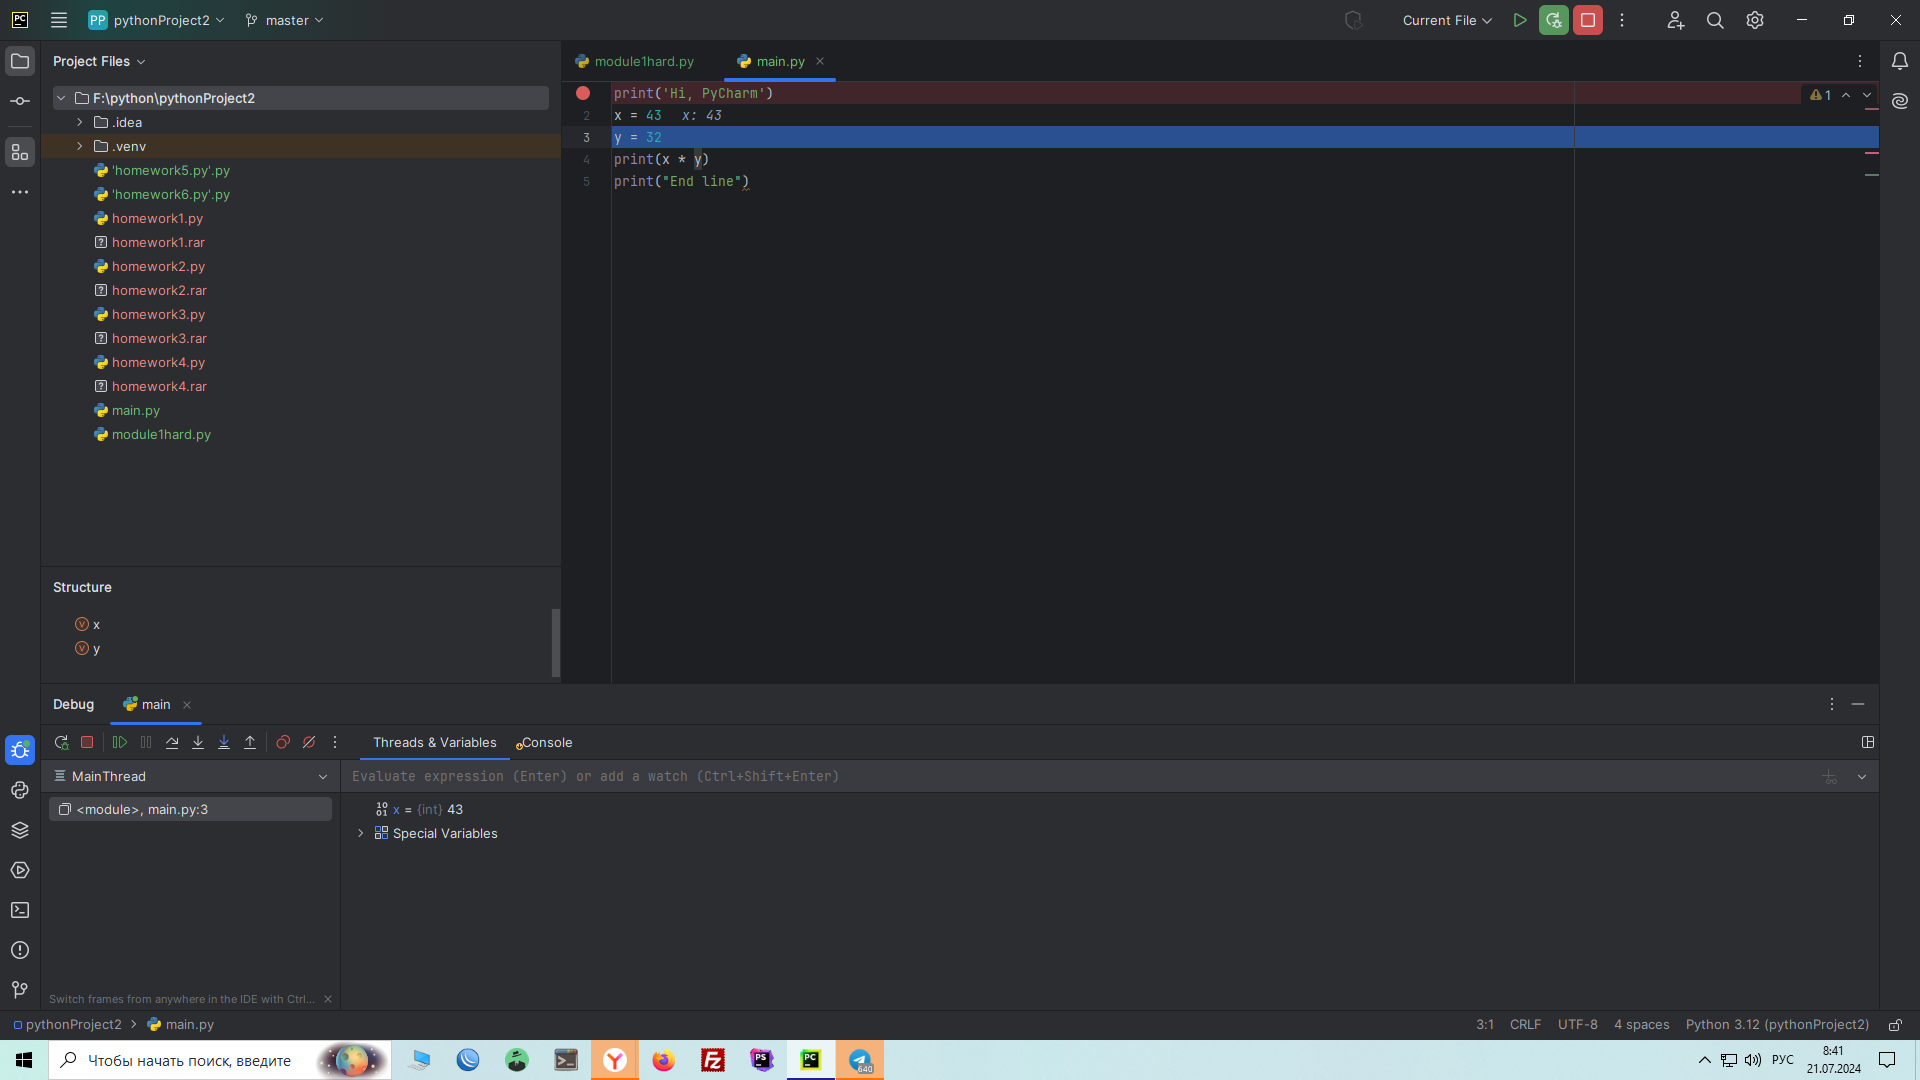 PC
PP pythonProject2
master
Current File
Project Files
module1hard.py
main.py
F:\python\pythonProject2
.idea
.venv
'homework5.py'.py
'homework6.py'.py
homework1.py
homework1.rar
homework2.py
homework2.rar
homework3.py
homework3.rar
homework4.py
homework4.rar
main.py
module1hard.py
print('Hi, PyCharm')
1
2 x = 43 x: 43
3 y = 32
4 print(x * y)
5 print("End line")
Structure
x
y
Debug
main
Threads & Variables
Console
MainThread
Evaluate expression (Enter) or add a watch (Ctrl+Shift+Enter)
<module>, main.py:3
x = {int} 43
Special Variables
Switch frames from anywhere in the IDE with Ctrl...
pythonProject2 > main.py
3:1
CRLF
UTF-8
4 spaces
Python 3.12 (pythonProject2)
Чтобы начать поиск, введите
PS
PC
640
РУС
8:41
21.07.2024